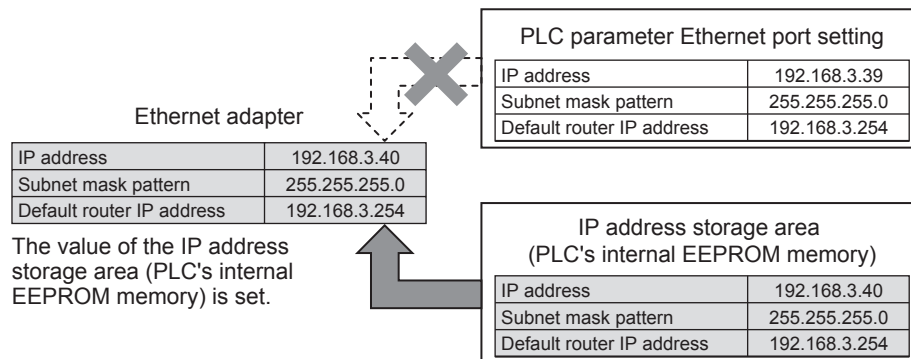 PLC parameter Ethernet port setting
IP address 192.168.3.39
Subnet mask pattern 255.255.255.0
Default router IP address 192.168.3.254
Ethernet adapter
IP address 192.168.3.40
Subnet mask pattern 255.255.255.0
Default router IP address 192.168.3.254
The value of the IP address
storage area (PLC's internal
EEPROM memory) is set.
IP address storage area
(PLC's internal EEPROM memory)
IP address 192.168.3.40
Subnet mask pattern 255.255.255.0
Default router IP address 192.168.3.254